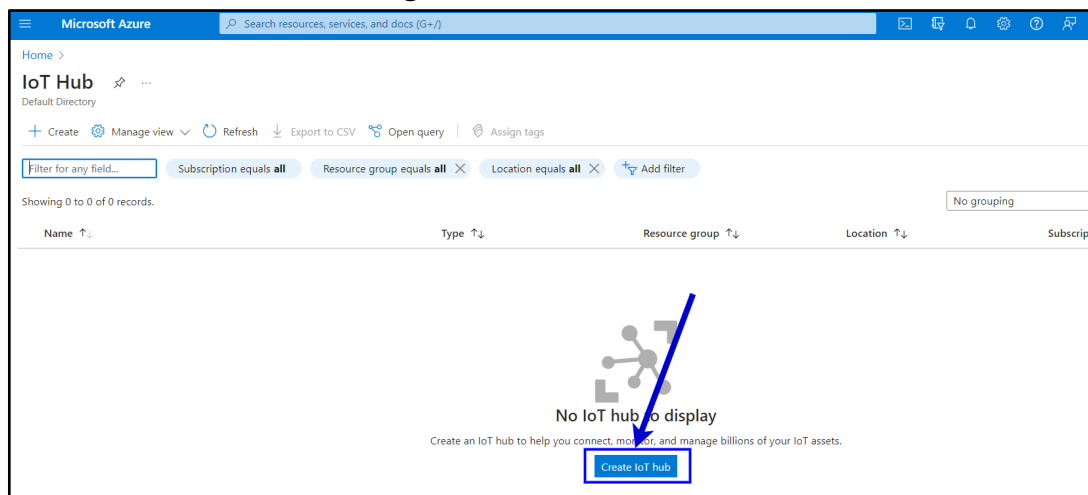 Microsoft Azure Search resources, services, and docs (G+/)
Home >
IoT Hub ...
Default Directory
+ Create Manage view Refresh Export to CSV Open query Assign tags
Filter for any field... Subscription equals all Resource group equals all Location equals all Add filter
Showing 0 to 0 of 0 records. No grouping
Name Type Resource group Location Subscrip
No IoT hub to display
Create an IoT hub to help you connect, monitor, and manage billions of your IoT assets.
Create IoT hub